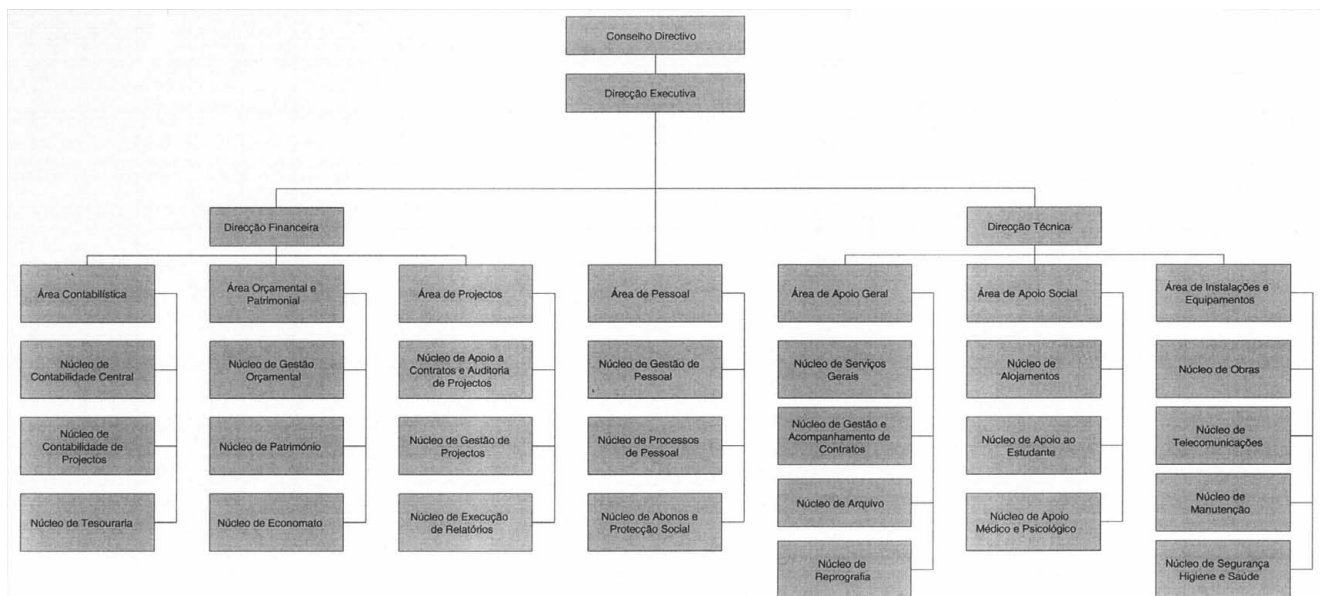 Conselho Directivo
Direcção Executiva
Direcção Financeira
Direcção Técnica
Área Contabilística
Núcleo de
Contabilidade Central
Núcleo de
Contabilidade de
Projectos
Núcleo de Tesouraria
Área Orçamental e
Patrimonial
Núcleo de Gestão
Orçamental
Núcleo de Património
Núcleo de Economato
Área de Projectos
Núcleo de Apoio a
Contratos e Auditoria
de Projectos
Núcleo de Gestão de
Projectos
Núcleo de Execução
de Relatórios
Área de Pessoal
Núcleo de Gestão de
Pessoal
Núcleo de Processos
de Pessoal
Núcleo de Abonos e
Protecção Social
Área de Apoio Geral
Núcleo de Serviços
Gerais
Núcleo de Gestão e
Acompanhamento de
Contratos
Núcleo de Arquivo
Núcleo de
Reprografia
Área de Apoio Social
Núcleo de
Alojamentos
Núcleo de Apoio ao
Estudante
Núcleo de Apoio
Médico e Psicológico
Área de Instalações e
Equipamentos
Núcleo de Obras
Núcleo de
Telecomunicações
Núcleo de
Manutenção
Núcleo de Segurança
Higiene e Saúde